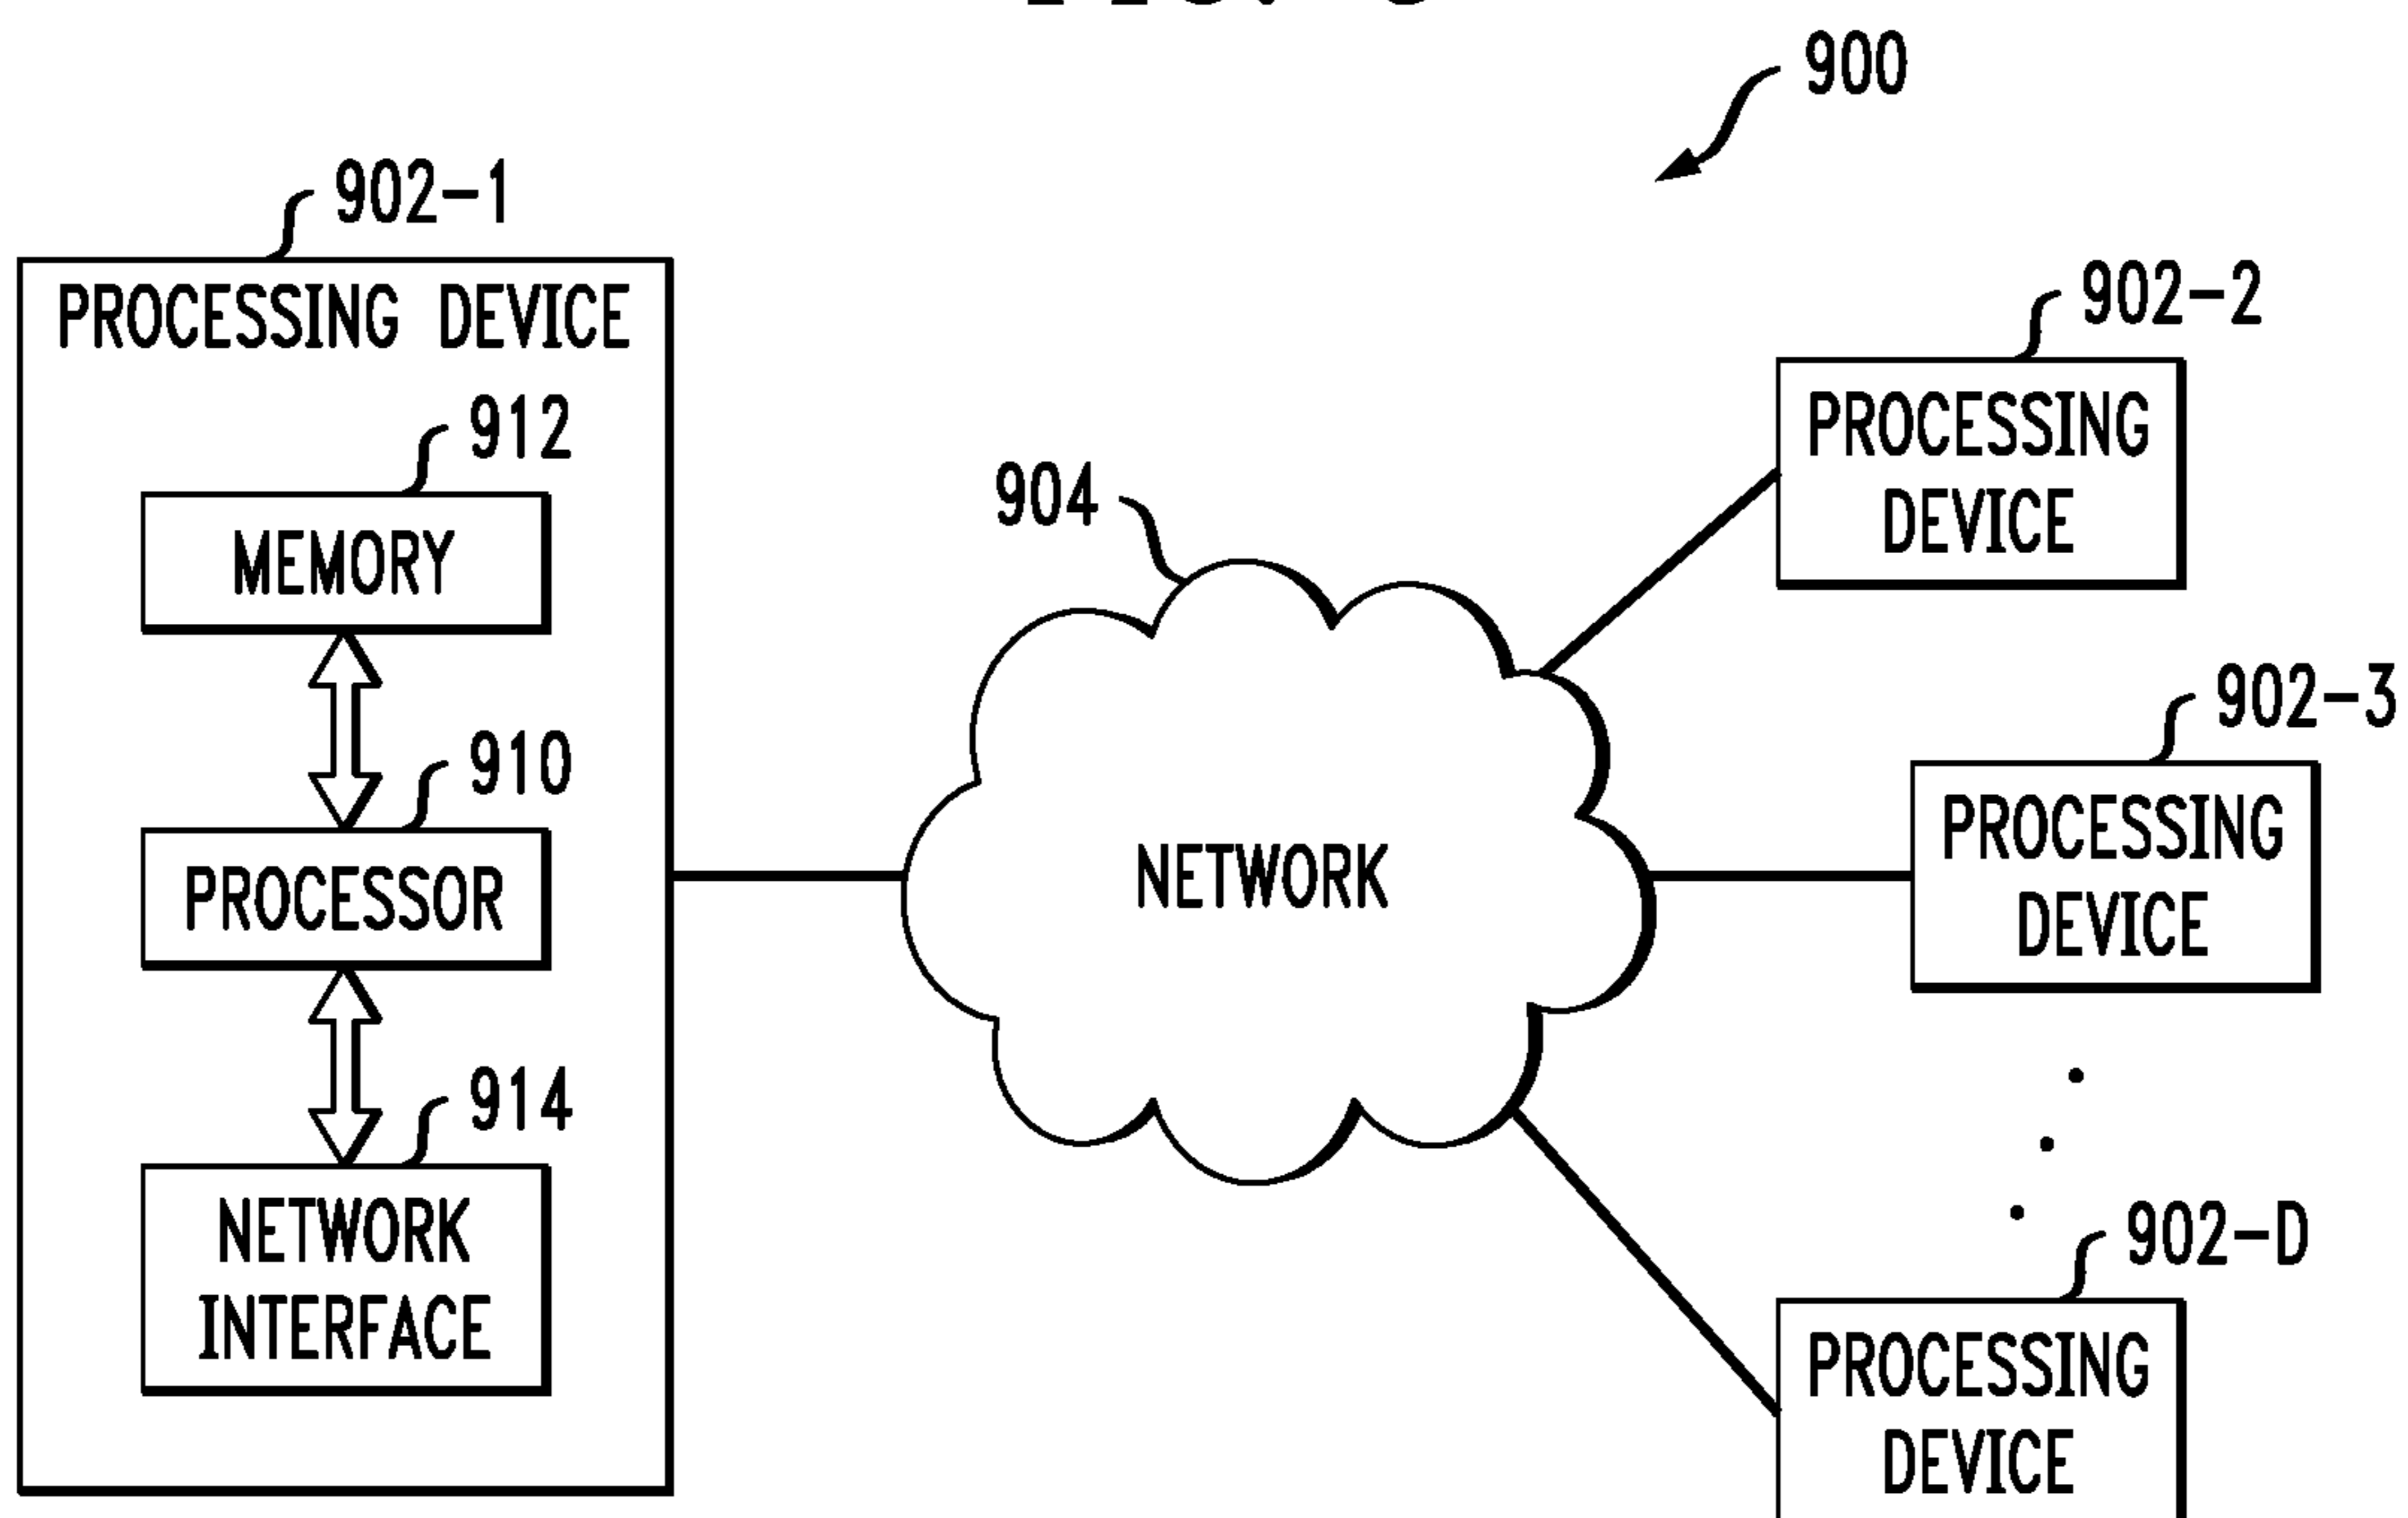 900
902-1
PROCESSING DEVICE
912
MEMORY
910
PROCESSOR
914
NETWORK
INTERFACE
904
NETWORK
902-2
PROCESSING
DEVICE
902-3
PROCESSING
DEVICE
902-D
PROCESSING
DEVICE